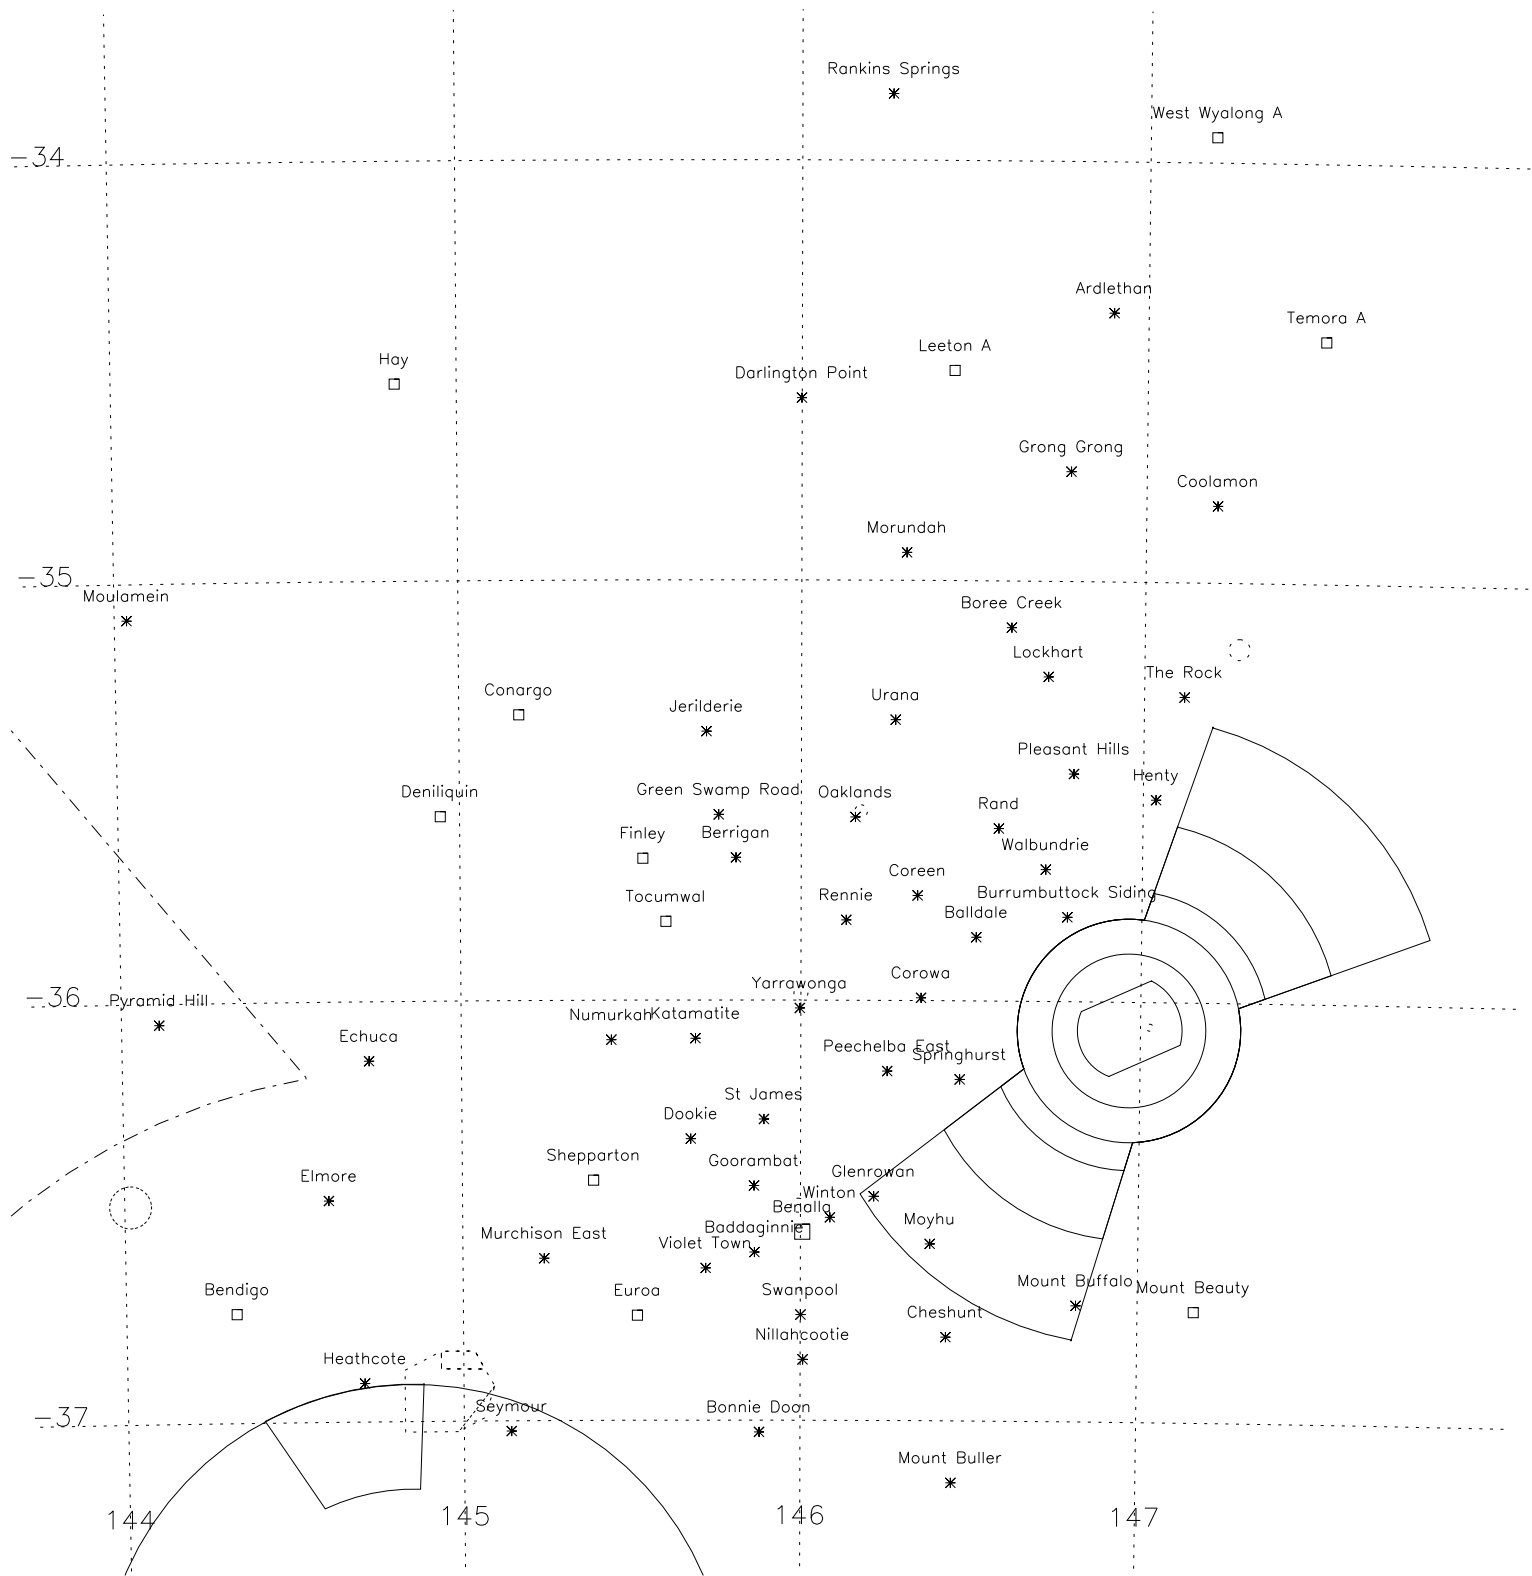 Rankins Springs
West Wyalong A
-34
Ardlethan
Temora A
Leeton A
Hay
Darlington Point
Grong Grong
Coolamon
Morundah
-35
Moulamein
Boree Creek
Lockhart
The Rock
Conargo
Urana
Jerilderie
Pleasant Hills
Henty
Deniliquin
Green Swamp Road
Oaklands
Rand
Finley
Berrigan
Walbundrie
Coreen
Burrumbuttock Siding
Tocumwal
Rennie
Balldale
Corowa
Yarrawonga
-36
Pyramid Hill
Numurkah
Katamatite
Echuca
Peechelba East
Springhurst
St James
Dookie
Shepparton
Goorambat
Glenrowan
Elmore
Winton
Benalla
Moyhu
Baddaginnie
Murchison East
Violet Town
Mount Buffalo
Mount Beauty
Bendigo
Euroa
Swanpool
Cheshunt
Nillahcootie
Heathcote
Seymour
Bonnie Doon
-37
Mount Buller
144
145
146
147